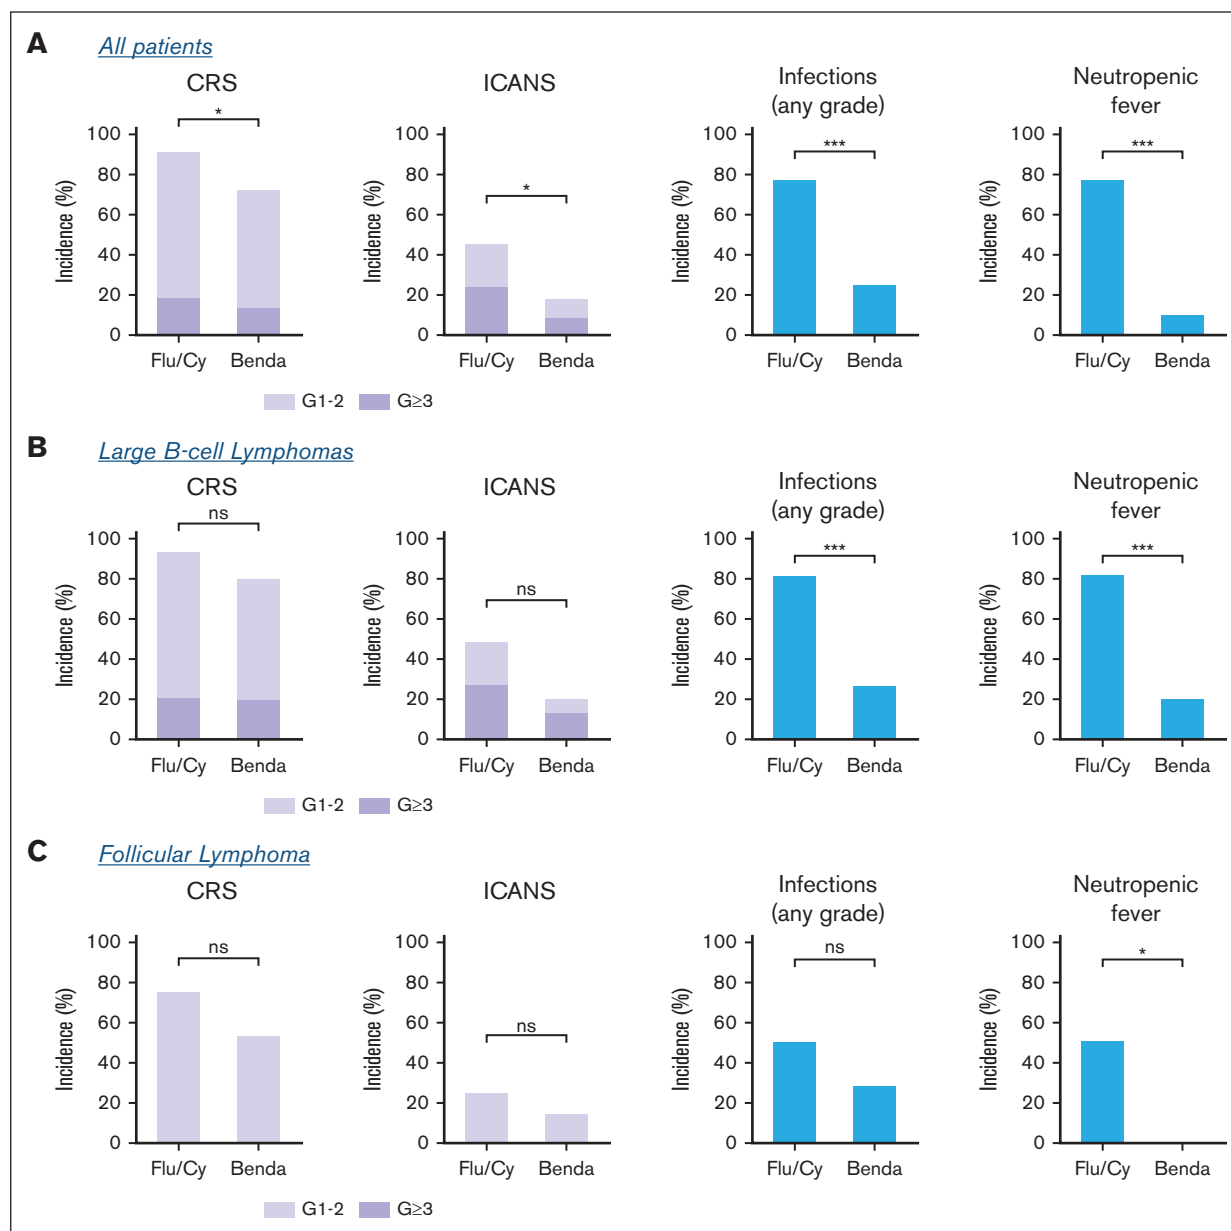 A
All patients
CRS
*
Incidence (%)
100
80
60
40
20
0
Flu/Cy
Benda
ICANS
*
Incidence (%)
100
80
60
40
20
0
Flu/Cy
Benda
Infections
(any grade)
***
Incidence (%)
100
80
60
40
20
0
Flu/Cy
Benda
Neutropenic
fever
***
Incidence (%)
100
80
60
40
20
0
Flu/Cy
Benda
G1-2
G≥3
B
Large B-cell Lymphomas
CRS
ns
Incidence (%)
100
80
60
40
20
0
Flu/Cy
Benda
ICANS
ns
Incidence (%)
100
80
60
40
20
0
Flu/Cy
Benda
Infections
(any grade)
***
Incidence (%)
100
80
60
40
20
0
Flu/Cy
Benda
Neutropenic
fever
***
Incidence (%)
100
80
60
40
20
0
Flu/Cy
Benda
G1-2
G≥3
C
Follicular Lymphoma
CRS
ns
Incidence (%)
100
80
60
40
20
0
Flu/Cy
Benda
ICANS
ns
Incidence (%)
100
80
60
40
20
0
Flu/Cy
Benda
Infections
(any grade)
ns
Incidence (%)
100
80
60
40
20
0
Flu/Cy
Benda
Neutropenic
fever
*
Incidence (%)
100
80
60
40
20
0
Flu/Cy
Benda
G1-2
G≥3